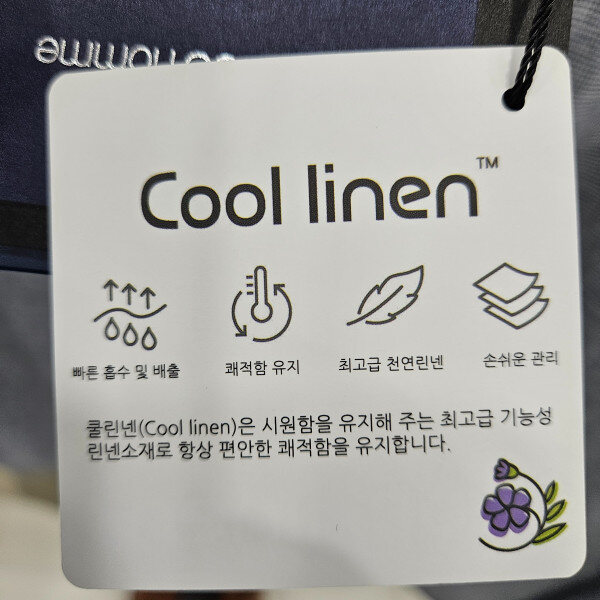 homme
Cool linen™
빠른 흡수 및 배출
쾌적함 유지
최고급 천연린넨
손쉬운 관리
쿨린넨(Cool linen)은 시원함을 유지해 주는 최고급 기능성
린넨소재로 항상 편안한 쾌적함을 유지합니다.